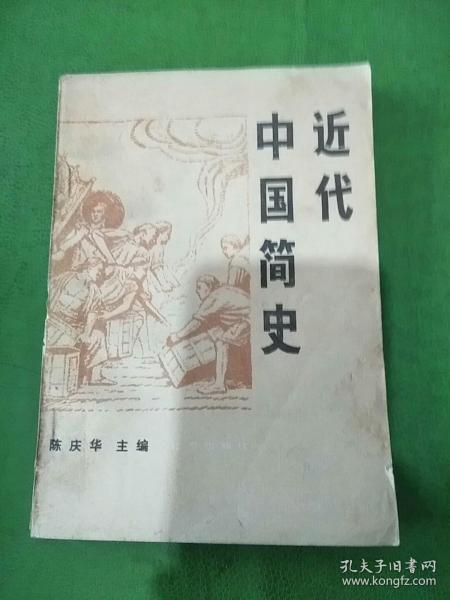 近代
中国简史
陈庆华 主编
孔夫子旧书网
www.kongfz.com